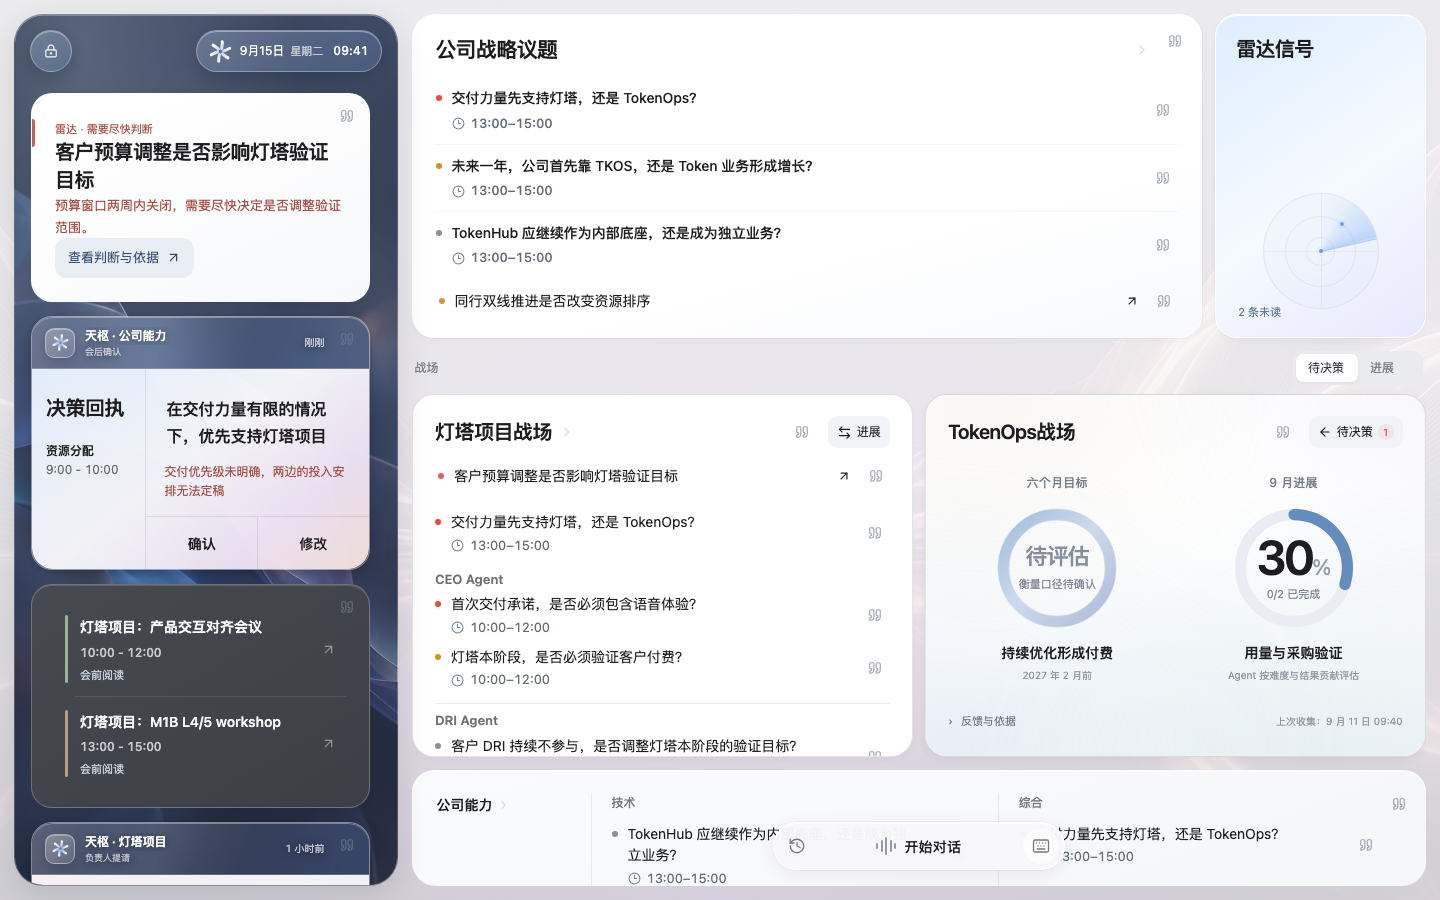 9月15日 星期二 09:41
雷达 · 需要尽快判断
客户预算调整是否影响灯塔验证
目标
预算窗口两周内关闭，需要尽快决定是否调整验证
范围。
查看判断与依据
天枢 · 公司能力
会后确认
刚刚
决策回执
资源分配
9:00 - 10:00
在交付力量有限的情况
下，优先支持灯塔项目
交付优先级未明确，两边的投入安
排无法定稿
确认
修改
灯塔项目：产品交互对齐会议
10:00 - 12:00
会前阅读
灯塔项目：M1B L4/5 workshop
13:00 - 15:00
会前阅读
天枢 · 灯塔项目
负责人提请
1 小时前
公司战略议题
交付力量先支持灯塔，还是 TokenOps?
13:00–15:00
未来一年，公司首先靠 TKOS，还是 Token 业务形成增长?
13:00–15:00
TokenHub 应继续作为内部底座，还是成为独立业务?
13:00–15:00
同行双线推进是否改变资源排序
雷达信号
2 条未读
战场
待决策
进展
灯塔项目战场
进展
客户预算调整是否影响灯塔验证目标
交付力量先支持灯塔，还是 TokenOps?
13:00–15:00
CEO Agent
首次交付承诺，是否必须包含语音体验?
10:00–12:00
灯塔本阶段，是否必须验证客户付费?
10:00–12:00
DRI Agent
客户 DRI 持续不参与，是否调整灯塔本阶段的验证目标?
TokenOps战场
待决策 1
六个月目标
待评估
衡量口径待确认
持续优化形成付费
2027 年 2 月前
9 月进展
30%
0/2 已完成
用量与采购验证
Agent 按难度与结果贡献评估
反馈与依据
上次收集：9 月 11 日 09:40
公司能力
技术
TokenHub 应继续作为内
立业务?
13:00–15:00
综合
力量先支持灯塔，还是 TokenOps?
3:00–15:00
开始对话